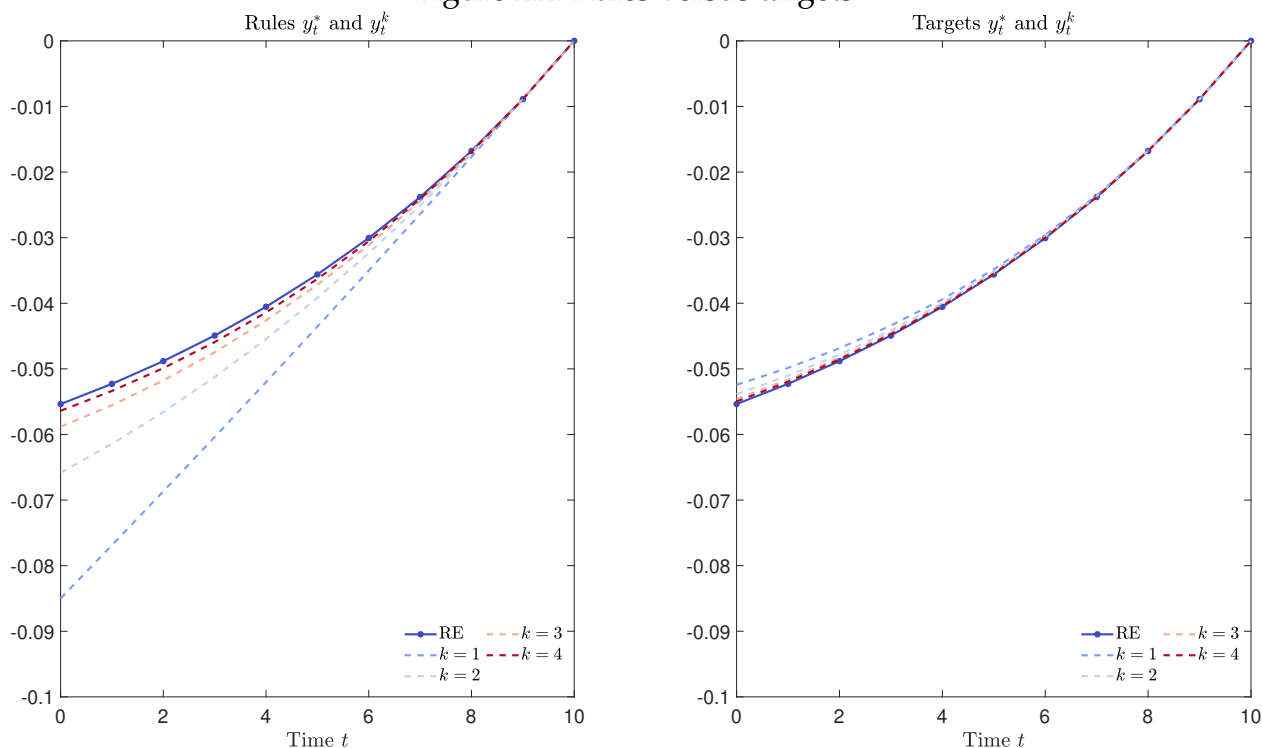 Rules $y_t^*$ and $y_t^k$
0
-0.01
-0.02
-0.03
-0.04
-0.05
-0.06
-0.07
-0.08
-0.09
-0.1
0 2 4 6 8 10
Time $t$
RE
$k = 1$
$k = 2$
$k = 3$
$k = 4$
Targets $y_t^*$ and $y_t^k$
0
-0.01
-0.02
-0.03
-0.04
-0.05
-0.06
-0.07
-0.08
-0.09
-0.1
0 2 4 6 8 10
Time $t$
RE
$k = 1$
$k = 2$
$k = 3$
$k = 4$